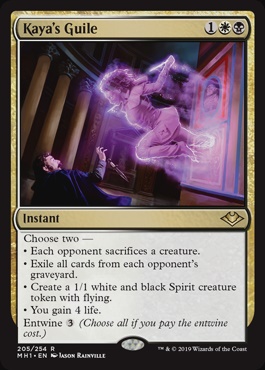 Kaya's Guile 1
Instant
Choose two —
• Each opponent sacrifices a creature.
• Exile all cards from each opponent's
graveyard.
• Create a 1/1 white and black Spirit creature
token with flying.
• You gain 4 life.
Entwine 3 (Choose all if you pay the entwine
cost.)
205/254 R
MH1 • EN Jason Rainville ™ & © 2019 Wizards of the Coast